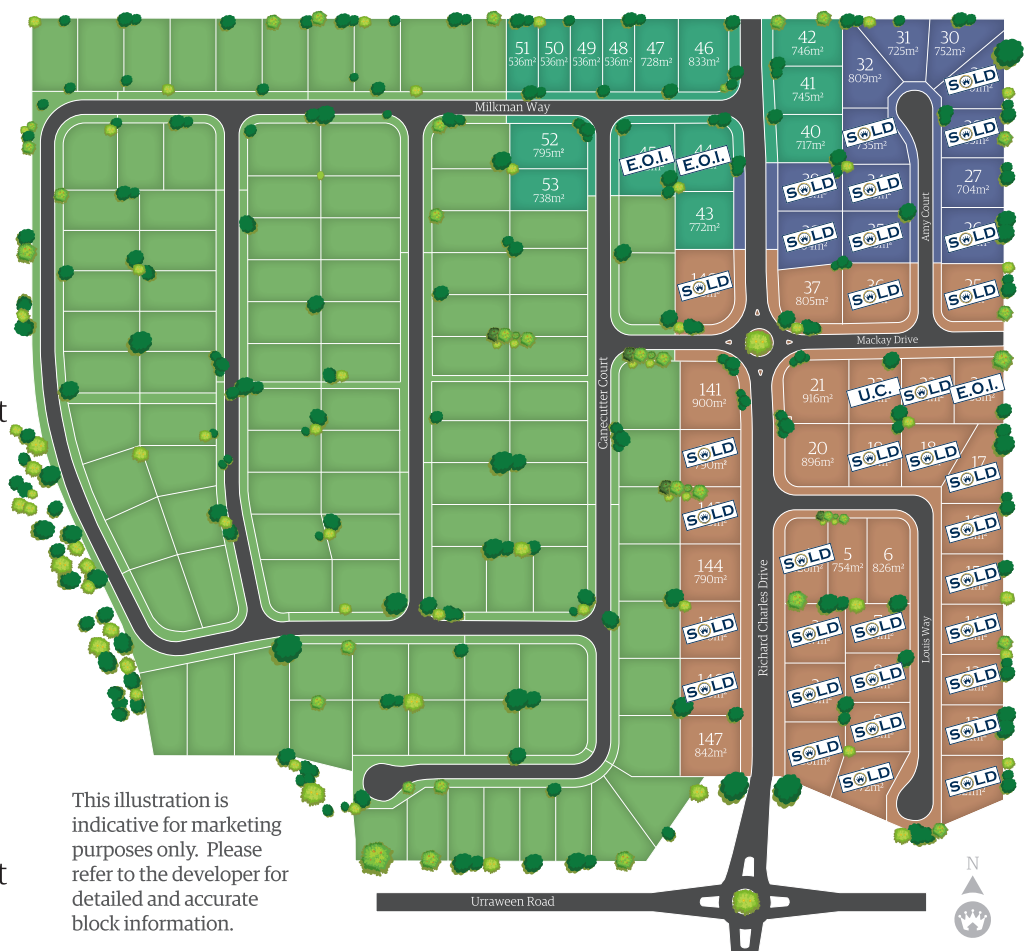 51
536m²
50
536m²
49
536m²
48
536m²
47
728m²
46
833m²
42
746m²
31
725m²
30
752m²
32
809m²
SOLD
41
745m²
Milkman Way
40
717m²
SOLD
735m²
SOLD
52
795m²
E.O.I.
E.O.I.
53
738m²
SOLD
SOLD
27
704m²
43
772m²
Amy Court
SOLD
SOLD
SOLD
SOLD
37
805m²
SOLD
SOLD
Mackay Drive
Canecutter Court
141
900m²
21
916m²
U.C.
SOLD
E.O.I.
SOLD
790m²
20
896m²
SOLD
SOLD
17
SOLD
SOLD
SOLD
144
790m²
SOLD
5
754m²
6
826m²
SOLD
Richard Charles Drive
Louis Way
SOLD
SOLD
SOLD
SOLD
SOLD
SOLD
SOLD
SOLD
147
842m²
SOLD
SOLD
SOLD
SOLD
SOLD
t
t
This illustration is
indicative for marketing
purposes only. Please
refer to the developer for
detailed and accurate
block information.
Urraween Road
N